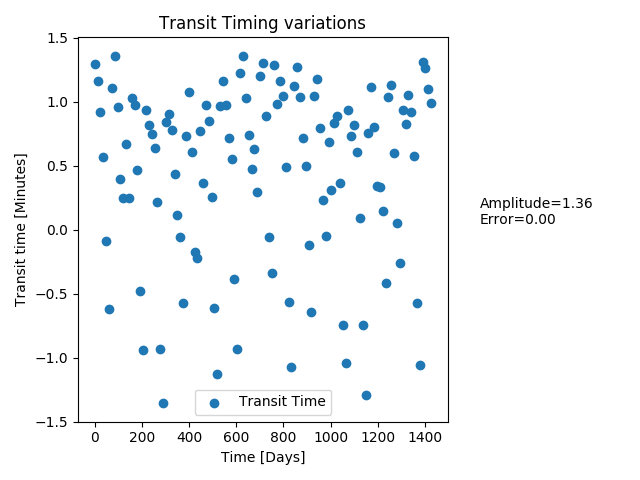 Transit Timing variations
1.5
1.0
0.5
0.0
−0.5
−1.0
−1.5
Transit time [Minutes]
Amplitude=1.36
Error=0.00
Transit Time
0 200 400 600 800 1000 1200 1400
Time [Days]